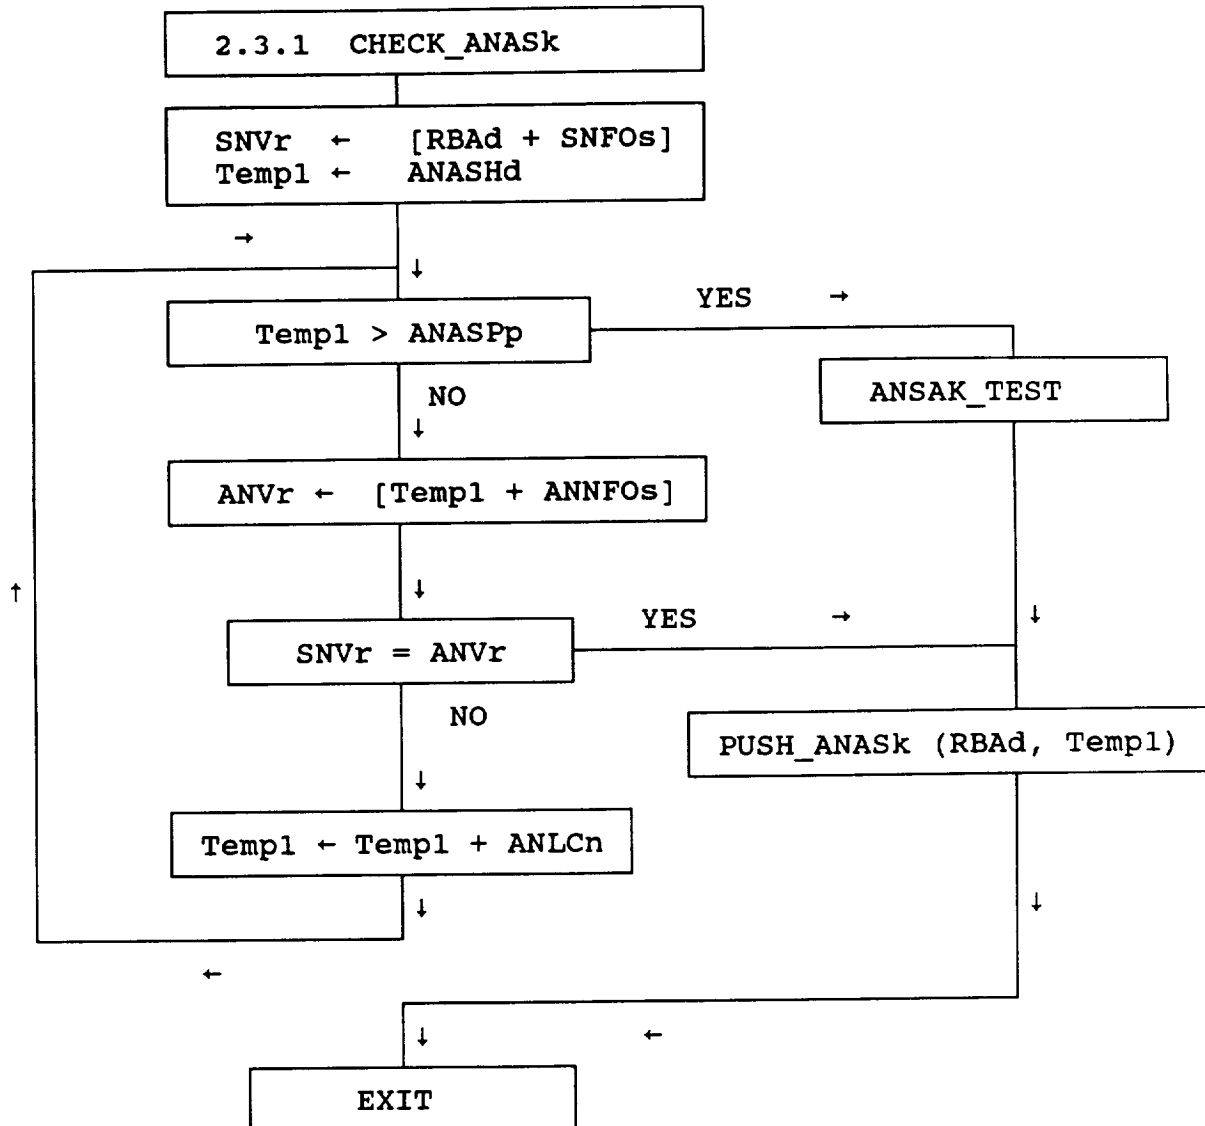 2.3.1 CHECK_ANASk
SNVr ← [RBAd + SNFOs]
Temp1 ← ANASHd
→
↓
YES →
Temp1 > ANASPp
ANSAK_TEST
NO
↓
ANVr ← [Temp1 + ANNFOs]
↑
↓
YES →
↓
SNVr = ANVr
NO
PUSH_ANASk (RBAd, Temp1)
↓
Temp1 ← Temp1 + ANLCn
↓
↓
←
↓
←
EXIT